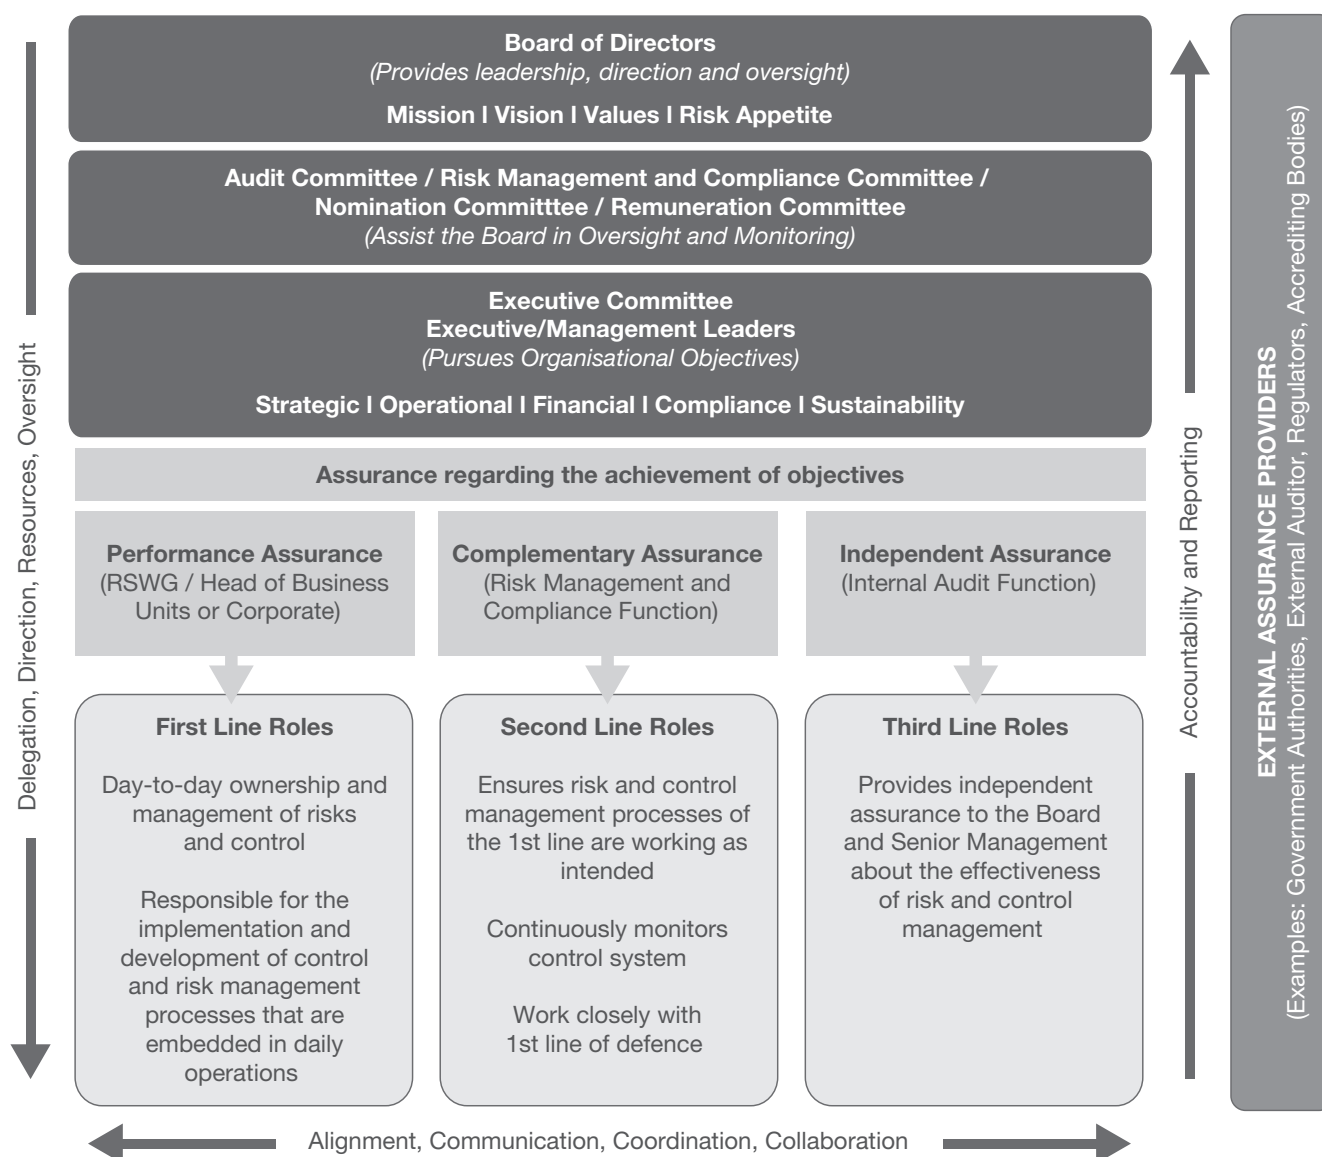 Board of Directors
(Provides leadership, direction and oversight)
Mission I Vision I Values I Risk Appetite
Audit Committee / Risk Management and Compliance Committee /
Nomination Committtee / Remuneration Committee
(Assist the Board in Oversight and Monitoring)
Executive Committee
Executive/Management Leaders
(Pursues Organisational Objectives)
Strategic I Operational I Financial I Compliance I Sustainability
Assurance regarding the achievement of objectives
Performance Assurance
(RSWG / Head of Business
Units or Corporate)
Complementary Assurance
(Risk Management and
Compliance Function)
Independent Assurance
(Internal Audit Function)
First Line Roles
Day-to-day ownership and
management of risks
and control
Responsible for the
implementation and
development of control
and risk management
processes that are
embedded in daily
operations
Second Line Roles
Ensures risk and control
management processes of
the 1st line are working as
intended
Continuously monitors
control system
Work closely with
1st line of defence
Third Line Roles
Provides independent
assurance to the Board
and Senior Management
about the effectiveness
of risk and control
management
Delegation, Direction, Resources, Oversight
Accountability and Reporting
EXTERNAL ASSURANCE PROVIDERS
(Examples: Government Authorities, External Auditor, Regulators, Accrediting Bodies)
Alignment, Communication, Coordination, Collaboration